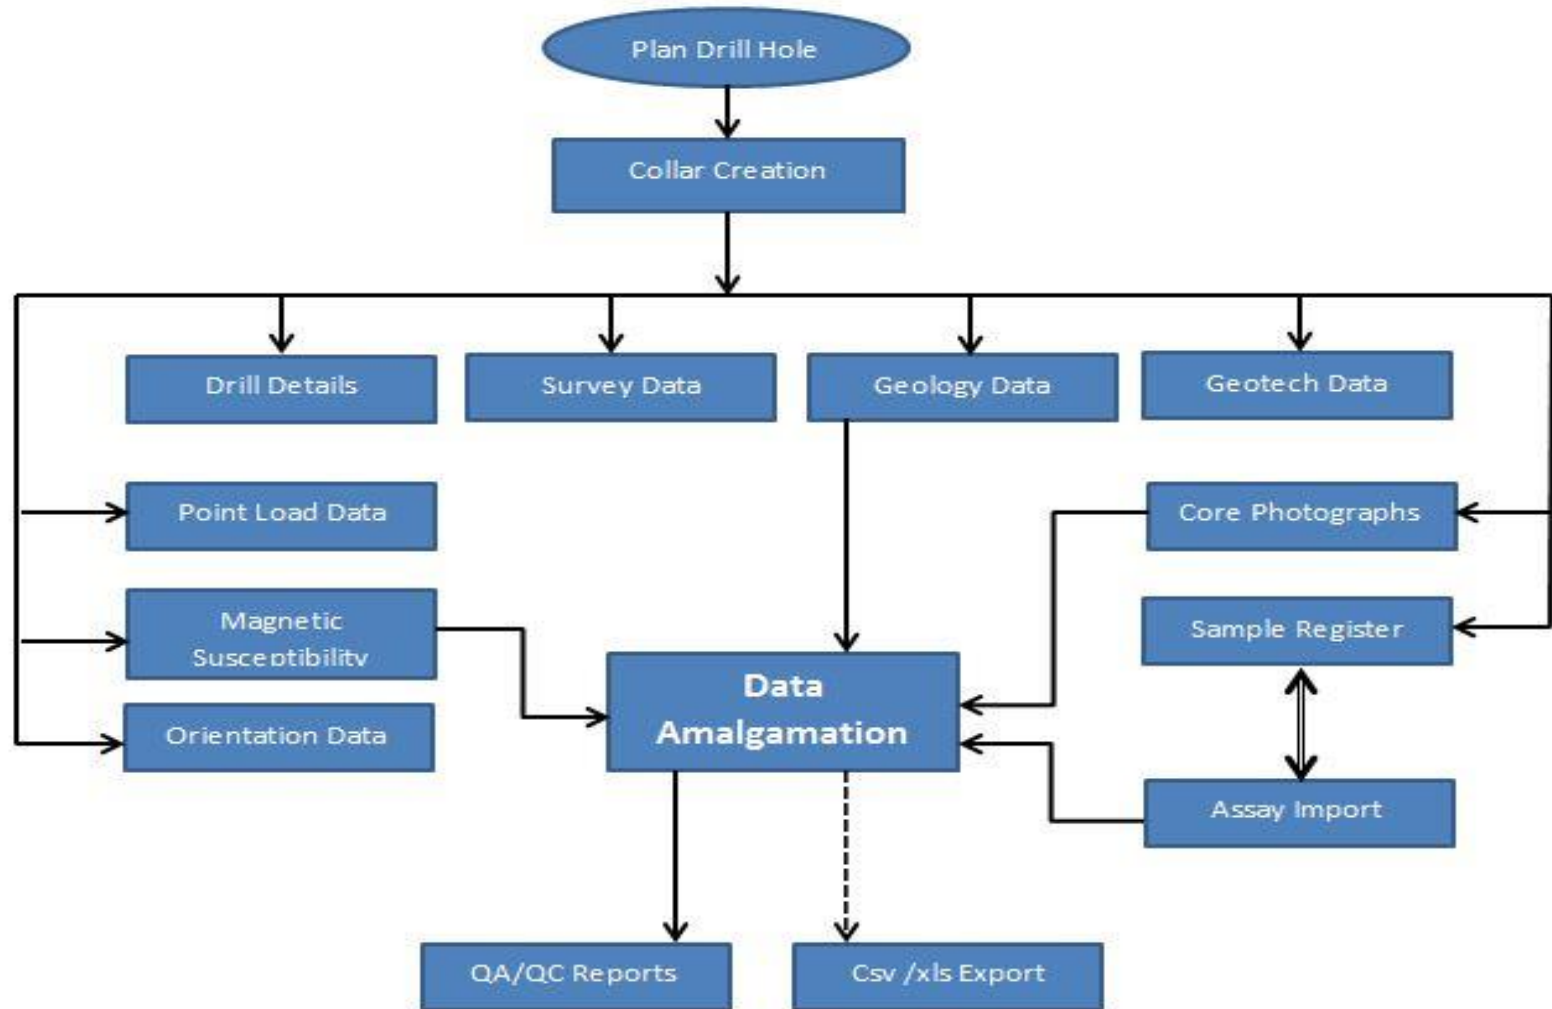 Plan Drill Hole
Collar Creation
Drill Details
Survey Data
Geology Data
Geotech Data
Point Load Data
Core Photographs
Magnetic
Susceptibility
Sample Register
Data
Amalgamation
Orientation Data
Assay Import
QA/QC Reports
Csv /xls Export